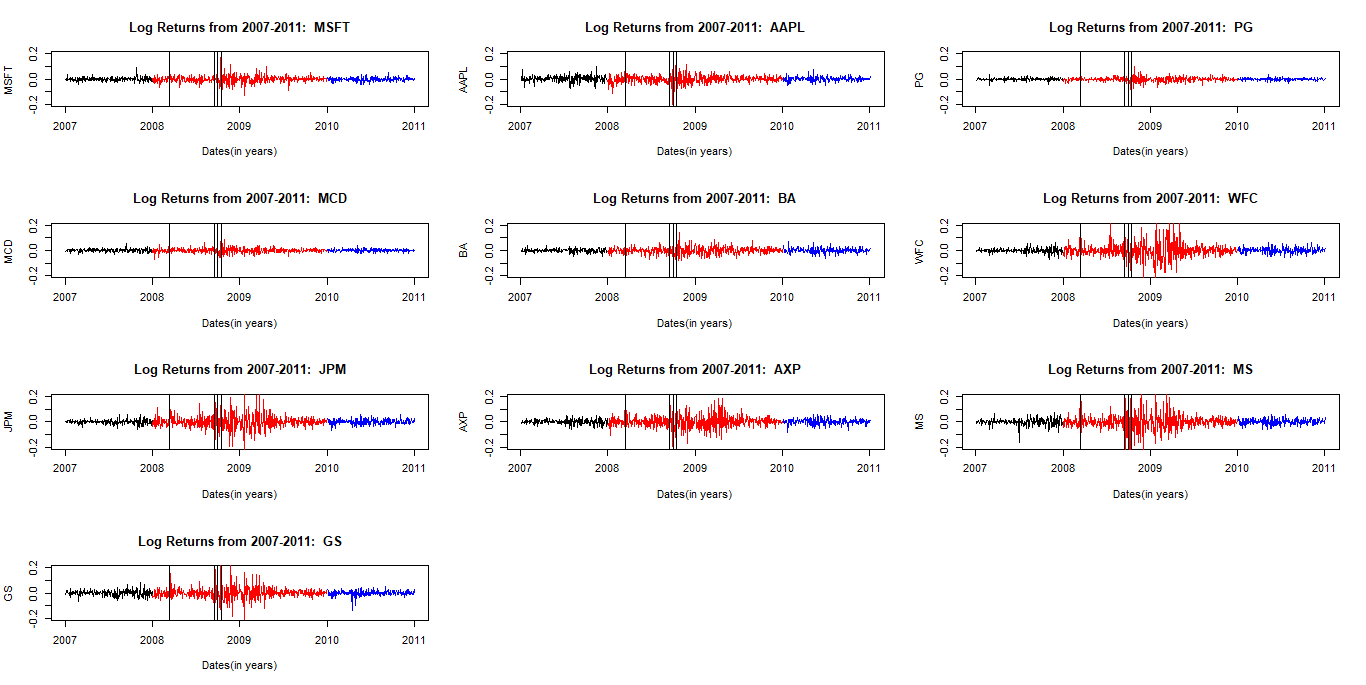 Log Returns from 2007-2011: MSFT
MSFT
0.2
0.0
-0.2
2007 2008 2009 2010 2011
Dates(in years)
Log Returns from 2007-2011: AAPL
AAPL
0.2
0.0
-0.2
2007 2008 2009 2010 2011
Dates(in years)
Log Returns from 2007-2011: PG
PG
0.2
0.0
-0.2
2007 2008 2009 2010 2011
Dates(in years)
Log Returns from 2007-2011: MCD
MCD
0.2
0.0
-0.2
2007 2008 2009 2010 2011
Dates(in years)
Log Returns from 2007-2011: BA
BA
0.2
0.0
-0.2
2007 2008 2009 2010 2011
Dates(in years)
Log Returns from 2007-2011: WFC
WFC
0.2
0.0
-0.2
2007 2008 2009 2010 2011
Dates(in years)
Log Returns from 2007-2011: JPM
JPM
0.2
0.0
-0.2
2007 2008 2009 2010 2011
Dates(in years)
Log Returns from 2007-2011: AXP
AXP
0.2
0.0
-0.2
2007 2008 2009 2010 2011
Dates(in years)
Log Returns from 2007-2011: MS
MS
0.2
0.0
-0.2
2007 2008 2009 2010 2011
Dates(in years)
Log Returns from 2007-2011: GS
GS
0.2
0.0
-0.2
2007 2008 2009 2010 2011
Dates(in years)